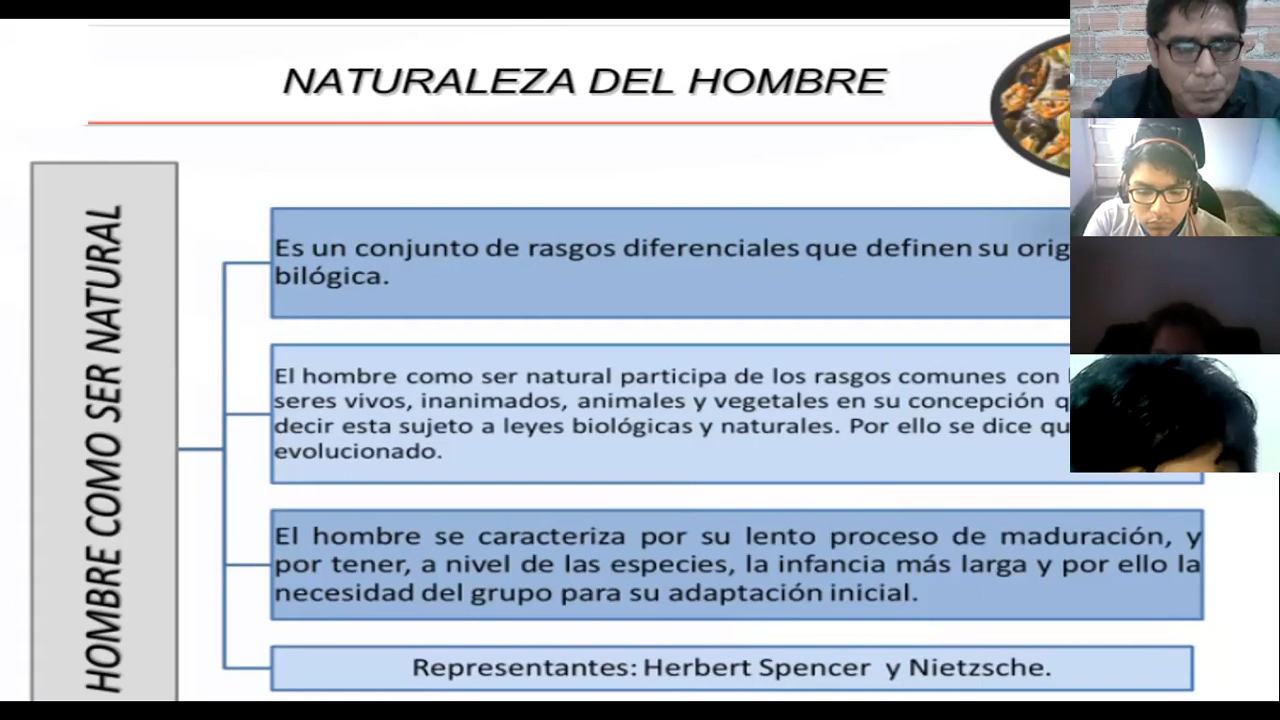 NATURALEZA DEL HOMBRE
HOMBRE COMO SER NATURAL
Es un conjunto de rasgos diferenciales que definen su
bilógica.
El hombre como ser natural participa de los rasgos comunes con
seres vivos, inanimados, animales y vegetales en su concepción
decir esta sujeto a leyes biológicas y naturales. Por ello se dice
evolucionado.
El hombre se caracteriza por su lento proceso de maduración, y
por tener, a nivel de las especies, la infancia más larga y por ello la
necesidad del grupo para su adaptación inicial.
Representantes: Herbert Spencer y Nietzsche.